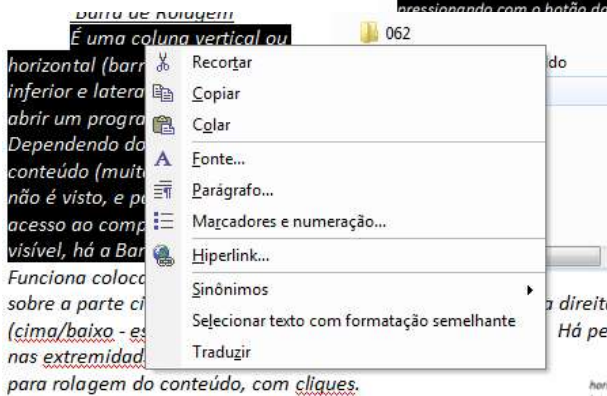 Barra de Rolagem
pressionando com o botão do
É uma coluna vertical ou
062
horizontal (barr
Recortar
do
inferior e latera
Copiar
abrir um progra
Colar
Dependendo do
conteúdo (muit
Fonte...
não é visto, e p
Parágrafo...
acesso ao comp
Marcadores e numeração...
visível, há a Bar
Hiperlink...
Funciona coloc
Sinônimos
sobre a parte ci
a direit
Selecionar texto com formatação semelhante
(cima/baixo - es
Há pe
nas extremidad
Traduzir
para rolagem do conteúdo, com cliques.
hor